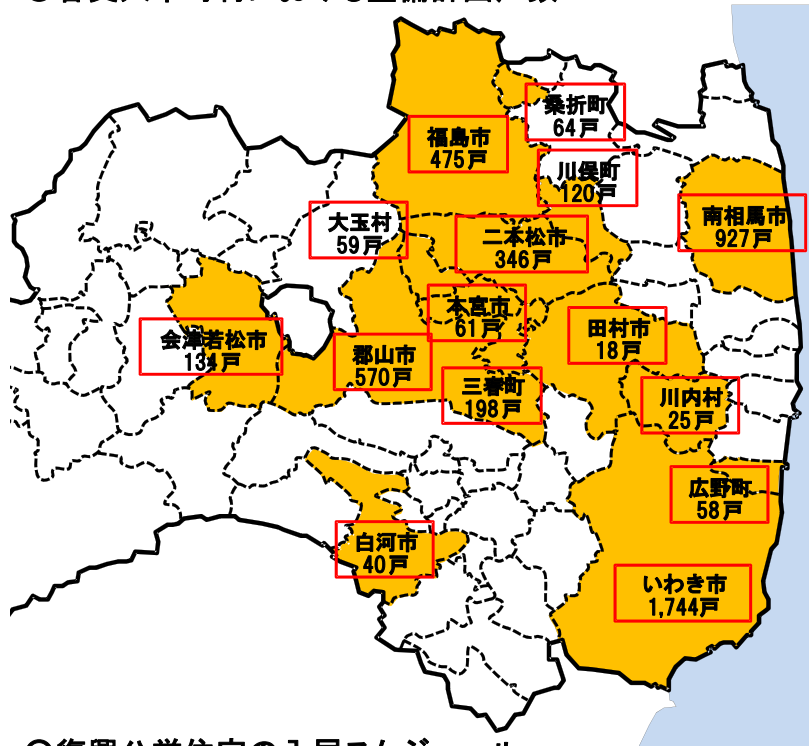 桑折町
64戸
福島市
475戸
川俣町
120戸
南相馬市
927戸
大玉村
59戸
二本松市
346戸
本宮市
61戸
田村市
18戸
会津若松市
134戸
郡山市
570戸
三春町
198戸
川内村
25戸
広野町
58戸
白河市
40戸
いわき市
1,744戸